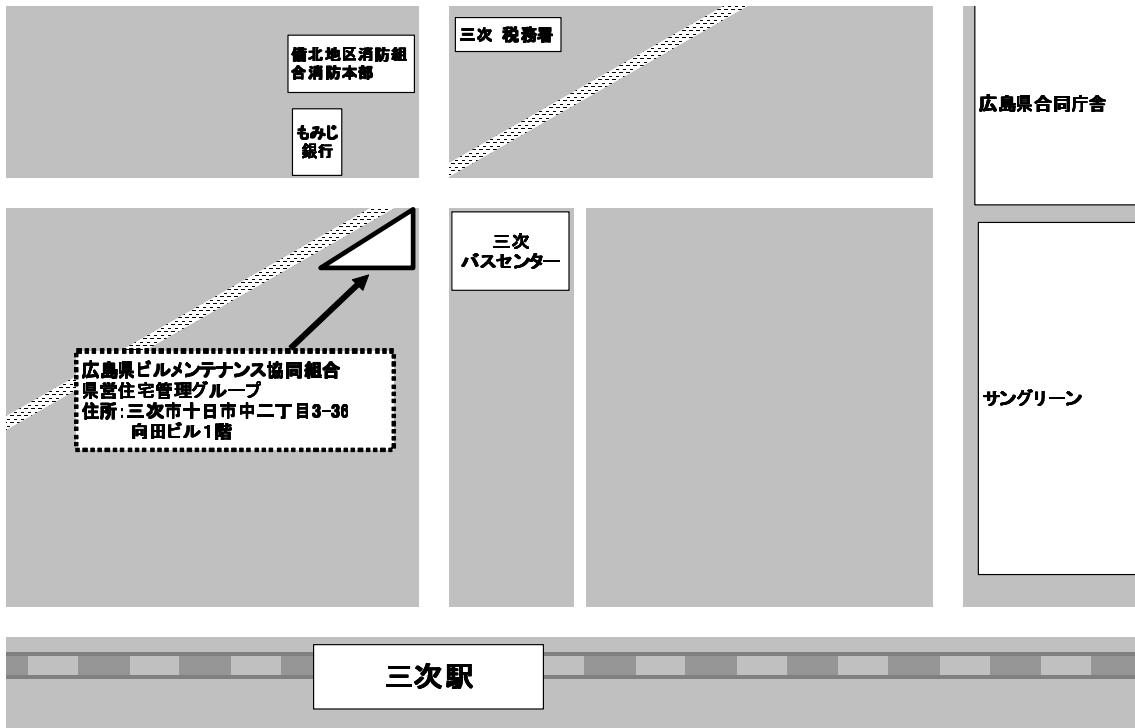 備北地区消防組
合消防本部
三次 税務署
広島県合同庁舎
もみじ
銀行
三次
バスセンター
広島県ビルメンテナンス協同組合
県営住宅管理グループ
住所:三次市十日市中二丁目3-36
向田ビル1階
サングリーン
三次駅